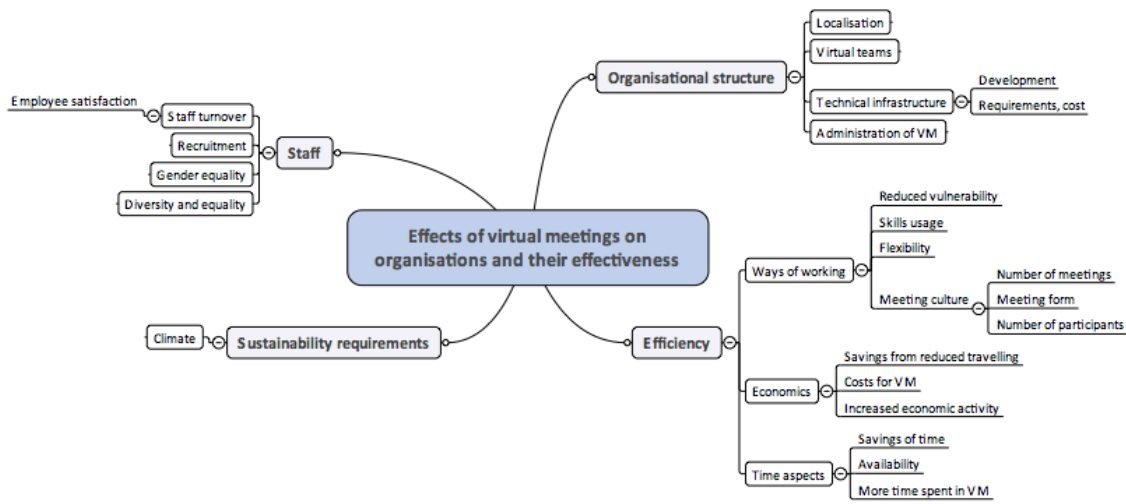 Effects of virtual meetings on
organisations and their effectiveness
Organisational structure
Localisation
Virtual teams
Technical infrastructure
Development
Requirements, cost
Administration of VM
Staff
Staff turnover
Employee satisfaction
Recruitment
Gender equality
Diversity and equality
Sustainability requirements
Climate
Efficiency
Ways of working
Reduced vulnerability
Skills usage
Flexibility
Meeting culture
Number of meetings
Meeting form
Number of participants
Economics
Savings from reduced travelling
Costs for VM
Increased economic activity
Time aspects
Savings of time
Availability
More time spent in VM